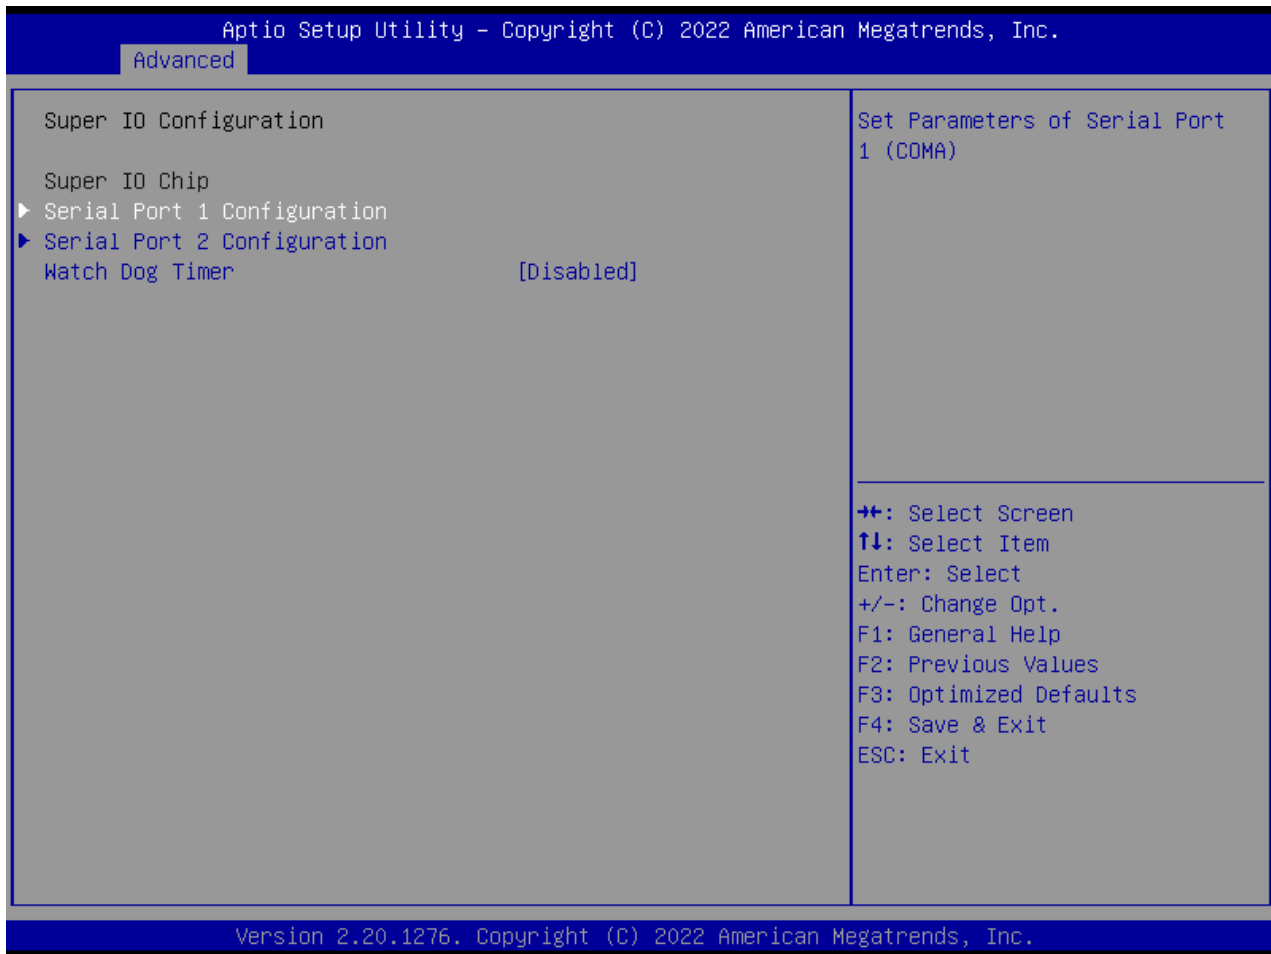 Aptio Setup Utility – Copyright (C) 2022 American Megatrends, Inc.
Advanced
Super IO Configuration
Super IO Chip
Serial Port 1 Configuration
Serial Port 2 Configuration
Watch Dog Timer [Disabled]
Set Parameters of Serial Port
1 (COMA)
→←: Select Screen
↑↓: Select Item
Enter: Select
+/-: Change Opt.
F1: General Help
F2: Previous Values
F3: Optimized Defaults
F4: Save & Exit
ESC: Exit
Version 2.20.1276. Copyright (C) 2022 American Megatrends, Inc.